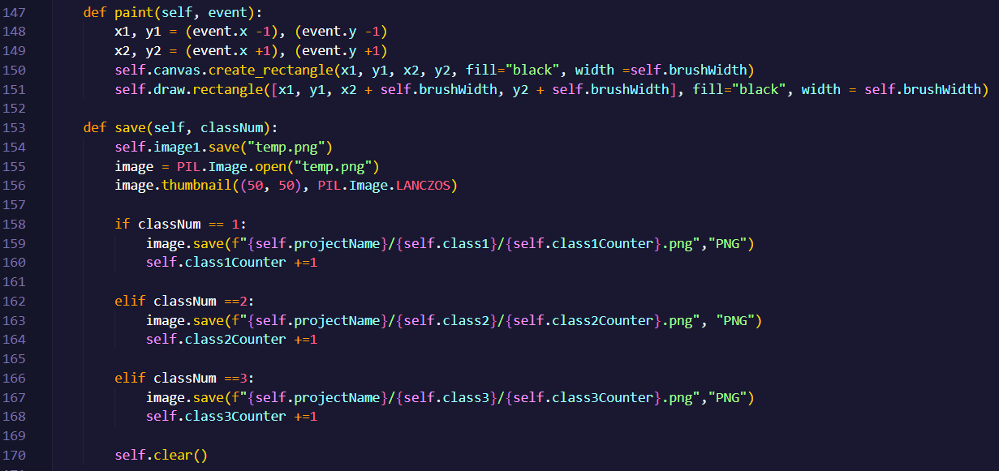 147 def paint(self, event):
148 x1, y1 = (event.x -1), (event.y -1)
149 x2, y2 = (event.x +1), (event.y +1)
150 self.canvas.create_rectangle(x1, y1, x2, y2, fill="black", width =self.brushWidth)
151 self.draw.rectangle([x1, y1, x2 + self.brushWidth, y2 + self.brushWidth], fill="black", width = self.brushWidth)
152
153 def save(self, classNum):
154 self.image1.save("temp.png")
155 image = PIL.Image.open("temp.png")
156 image.thumbnail((50, 50), PIL.Image.LANCZOS)
157
158 if classNum == 1:
159 image.save(f"{self.projectName}/{self.class1}/{self.class1Counter}.png","PNG")
160 self.class1Counter +=1
161
162 elif classNum ==2:
163 image.save(f"{self.projectName}/{self.class2}/{self.class2Counter}.png", "PNG")
164 self.class2Counter +=1
165
166 elif classNum ==3:
167 image.save(f"{self.projectName}/{self.class3}/{self.class3Counter}.png","PNG")
168 self.class3Counter +=1
169
170 self.clear()